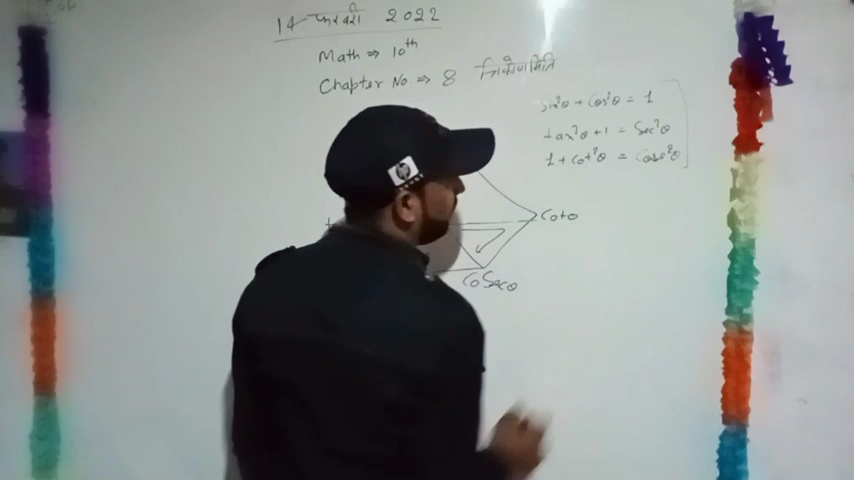 14 फरवरी 2022
Math ⇒ 10th
Chapter No. ⇒ 8 त्रिकोणमिति
sin²θ + Cos²θ = 1
tan²θ + 1 = Sec²θ
1 + Cot²θ = Cosec²θ
Cotθ
CoSecθ